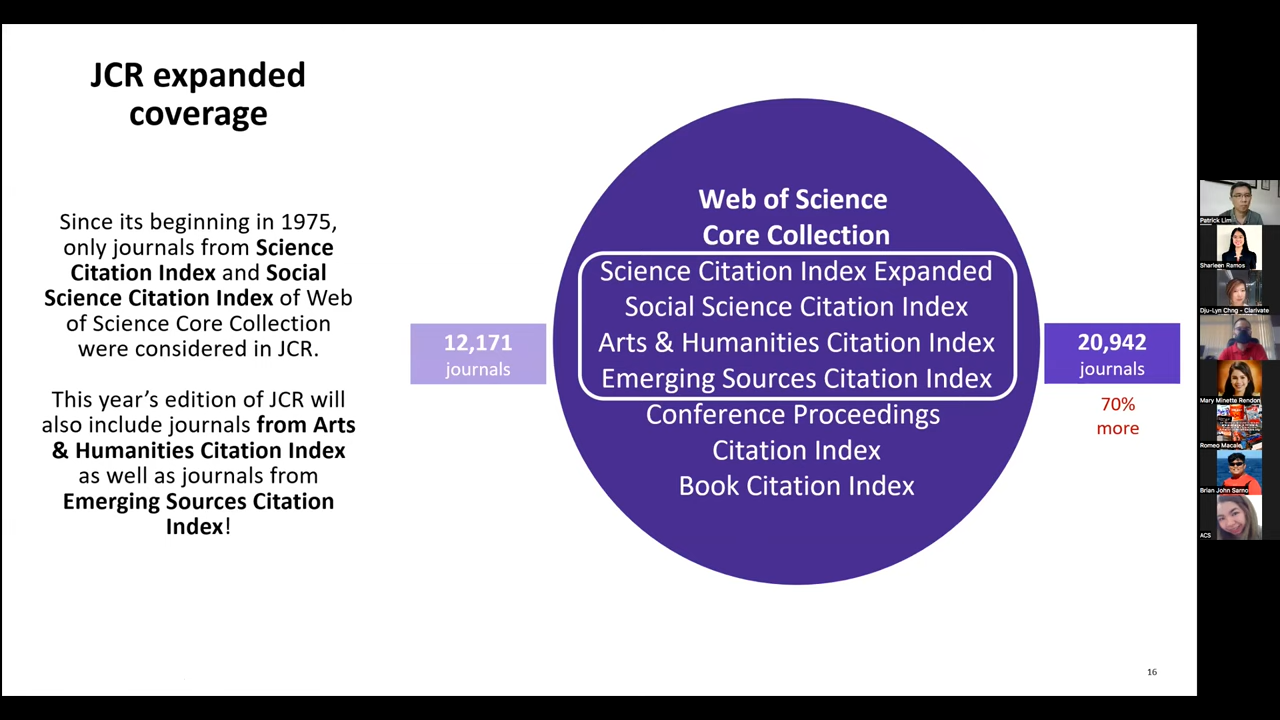 JCR expanded
coverage
Since its beginning in 1975,
only journals from Science
Citation Index and Social
Science Citation Index of Web
of Science Core Collection
were considered in JCR.
This year's edition of JCR will
also include journals from Arts
& Humanities Citation Index
as well as journals from
Emerging Sources Citation
Index!
12,171
journals
Web of Science
Core Collection
Science Citation Index Expanded
Social Science Citation Index
Arts & Humanities Citation Index
Emerging Sources Citation Index
Conference Proceedings
Citation Index
Book Citation Index
20,942
journals
70%
more
16
Patrick Lim
Sharleen Ramos
Dju-Lyn Chng - Clarivate
Mary Minette Rendon
Romeo Macale
Brian John Sarno
ACS